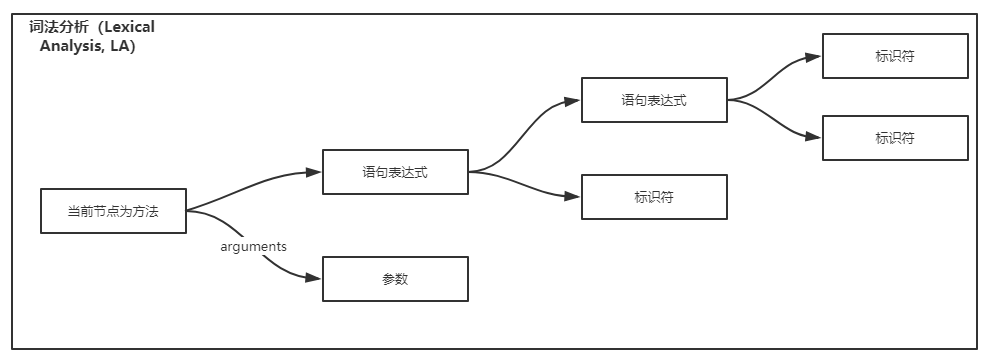 词法分析（Lexical
Analysis, LA）
标识符
语句表达式
标识符
语句表达式
标识符
当前节点为方法
arguments
参数